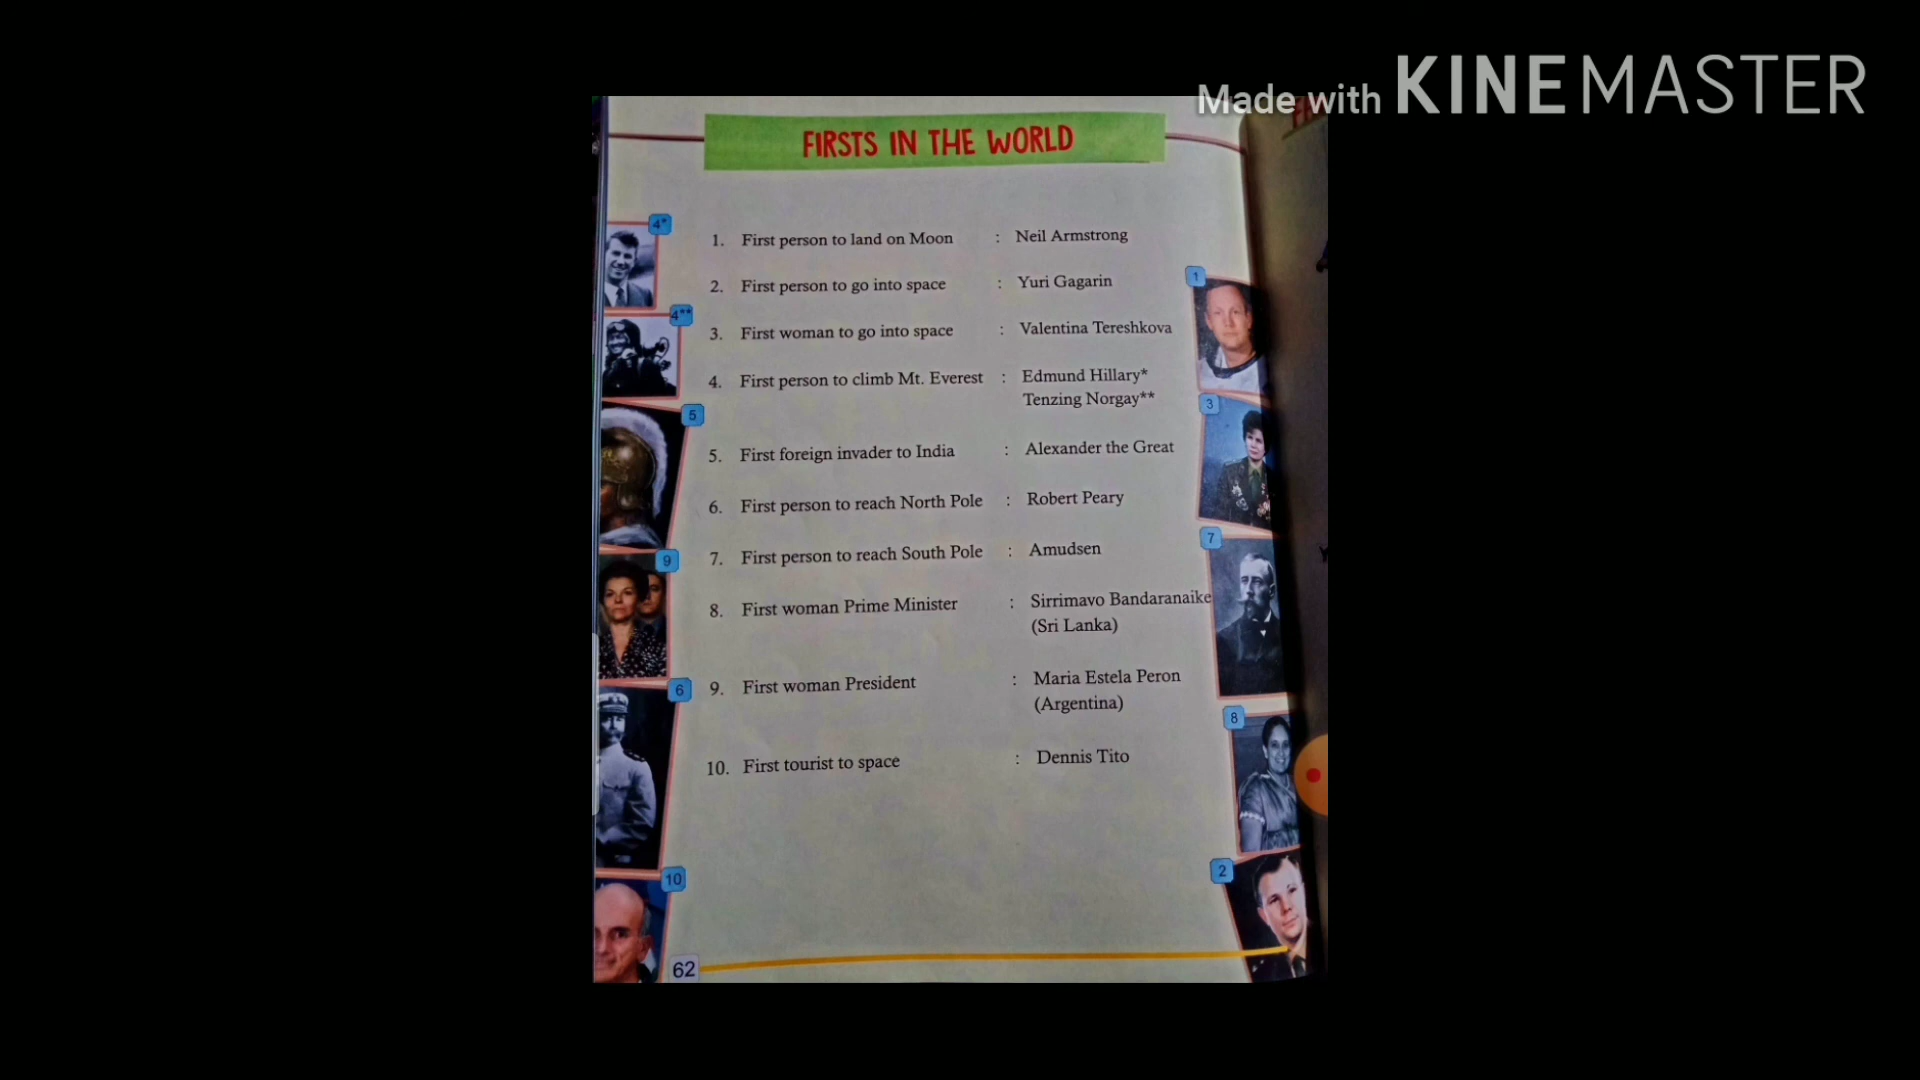 Made with KINEMASTER
FIRSTS IN THE WORLD
4*
4**
5
9
6
10
1. First person to land on Moon : Neil Armstrong
2. First person to go into space : Yuri Gagarin
3. First woman to go into space : Valentina Tereshkova
4. First person to climb Mt. Everest : Edmund Hillary*
Tenzing Norgay**
5. First foreign invader to India : Alexander the Great
6. First person to reach North Pole : Robert Peary
7. First person to reach South Pole : Amudsen
8. First woman Prime Minister : Sirrimavo Bandaranaike
(Sri Lanka)
9. First woman President : Maria Estela Peron
(Argentina)
10. First tourist to space : Dennis Tito
1
3
7
8
2
62